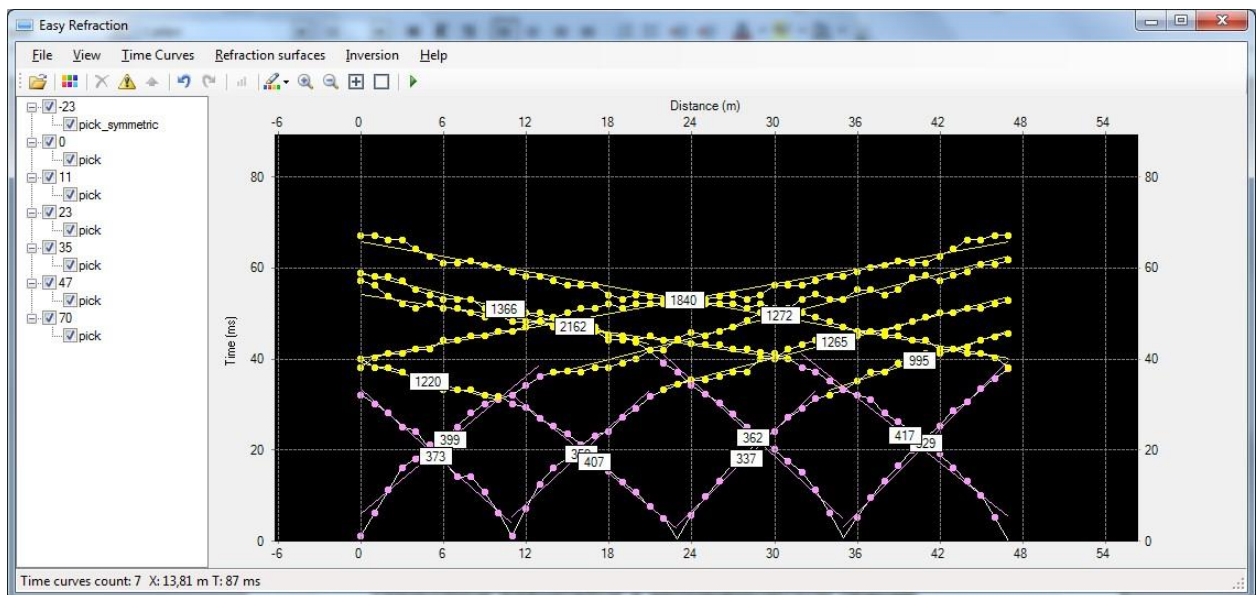 Easy Refraction
File View Time Curves Refraction surfaces Inversion Help
-23
pick_symmetric
0
pick
11
pick
23
pick
35
pick
47
pick
70
pick
Distance (m)
-6 0 6 12 18 24 30 36 42 48 54
80 80
60 60
1840
1366
1272
2162
1265
Time (ms)
40 40
995
1220
417
399
362
373
407
337
20 20
0 0
-6 0 6 12 18 24 30 36 42 48 54
Time curves count: 7 X: 13,81 m T: 87 ms